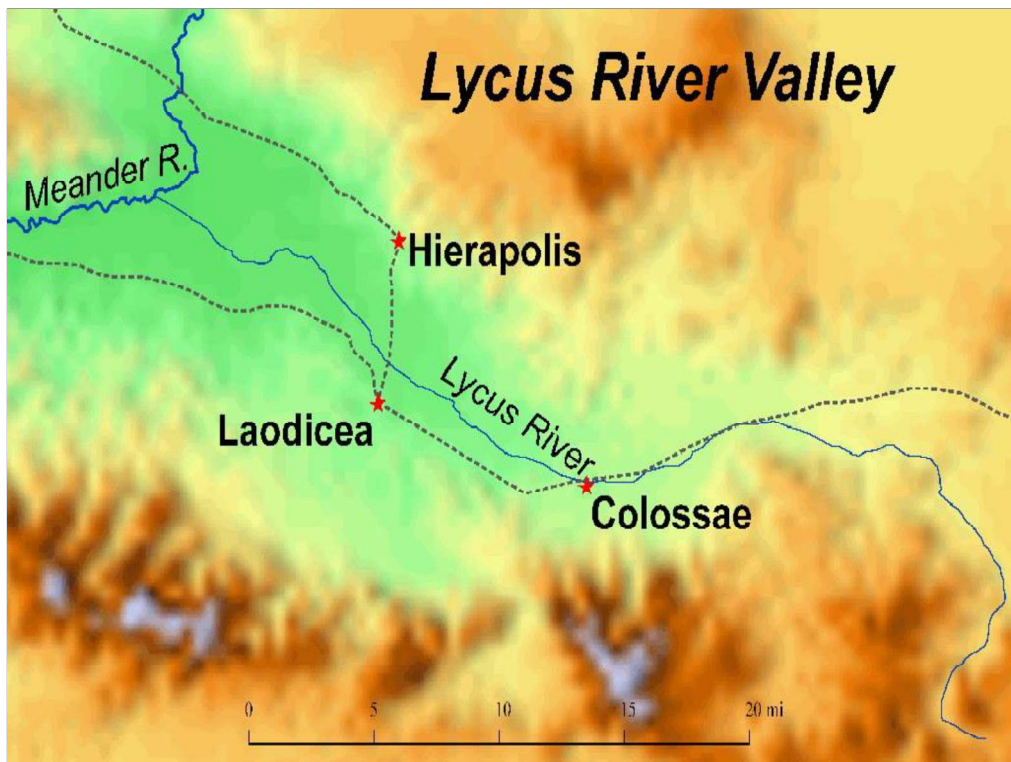 Lycus River Valley
Meander R.
Hierapolis
Lycus River
Laodicea
Colossae
0 5 10 15 20 mi